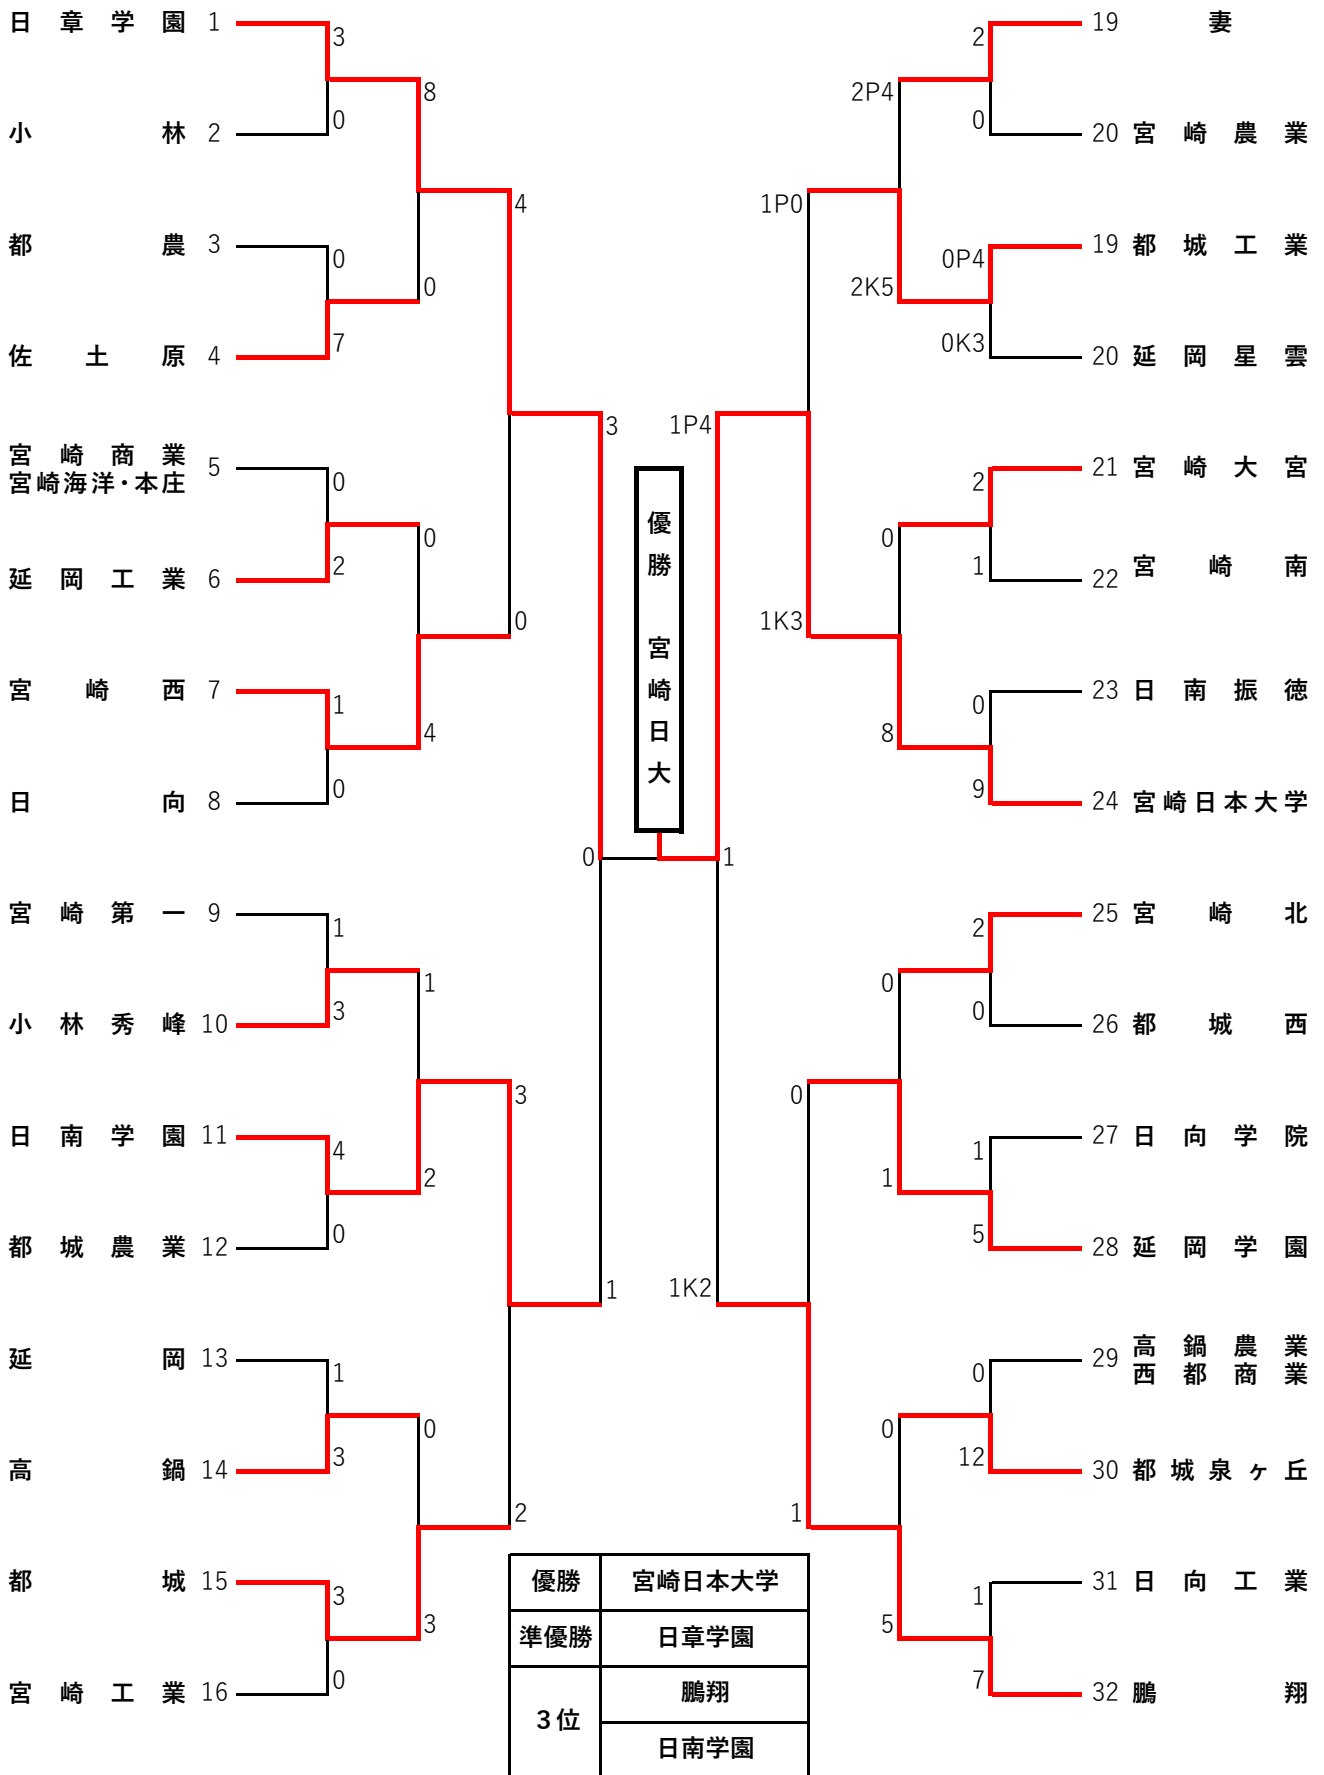 日章学園 1
小林 2
都農 3
佐土原 4
宮崎商業
宮崎海洋・本庄 5
延岡工業 6
宮崎西 7
日向 8
宮崎第一 9
小林秀峰 10
日南学園 11
都城農業 12
延岡 13
高鍋 14
都城 15
宮崎工業 16
3
0
0
7
0
2
1
0
1
3
4
0
1
3
3
0
8
0
0
4
1
2
0
3
4
0
3
2
3
1
0
優勝 宮崎日大
1
1P4
1K2
1P0
1K3
0
1
2P4
2K5
0
8
0
1
0
5
2
0
0P4
0K3
2
1
0
9
2
0
1
5
0
12
1
7
19 妻
20 宮崎農業
19 都城工業
20 延岡星雲
21 宮崎大宮
22 宮崎南
23 日南振徳
24 宮崎日本大学
25 宮崎北
26 都城西
27 日向学院
28 延岡学園
29 高鍋農業
西都商業
30 都城泉ヶ丘
31 日向工業
32 鵬翔
優勝 宮崎日本大学
準優勝 日章学園
３位 鵬翔
日南学園